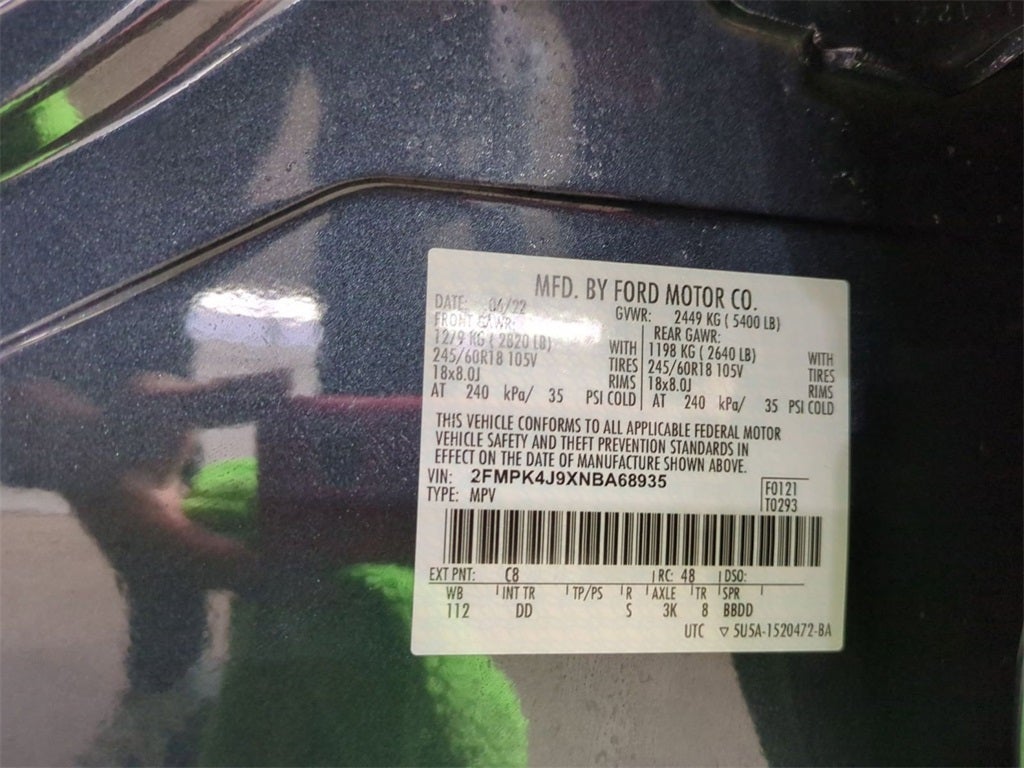 MFD. BY FORD MOTOR CO.
DATE: 04/22
GVWR: 2449 KG ( 5400 LB)
FRONT GAWR:
1279 KG ( 2820 LB)
WITH
245/60R18 105V
TIRES
18x8.0J
RIMS
AT 240 kPa/ 35 PSI COLD
REAR GAWR:
1198 KG ( 2640 LB)
WITH
245/60R18 105V
TIRES
18x8.0J
RIMS
AT 240 kPa/ 35 PSI COLD
THIS VEHICLE CONFORMS TO ALL APPLICABLE FEDERAL MOTOR
VEHICLE SAFETY AND THEFT PREVENTION STANDARDS IN
EFFECT ON THE DATE OF MANUFACTURE SHOWN ABOVE.
VIN: 2FMPK4J9XNBA68935
TYPE: MPV
F0121
T0293
EXT PNT: C8 RC: 48 DSO:
WB INT TR TP/PS R AXLE TR SPR
112 DD S 3K 8 BBDD
UTC ▽ 5U5A-1520472-BA